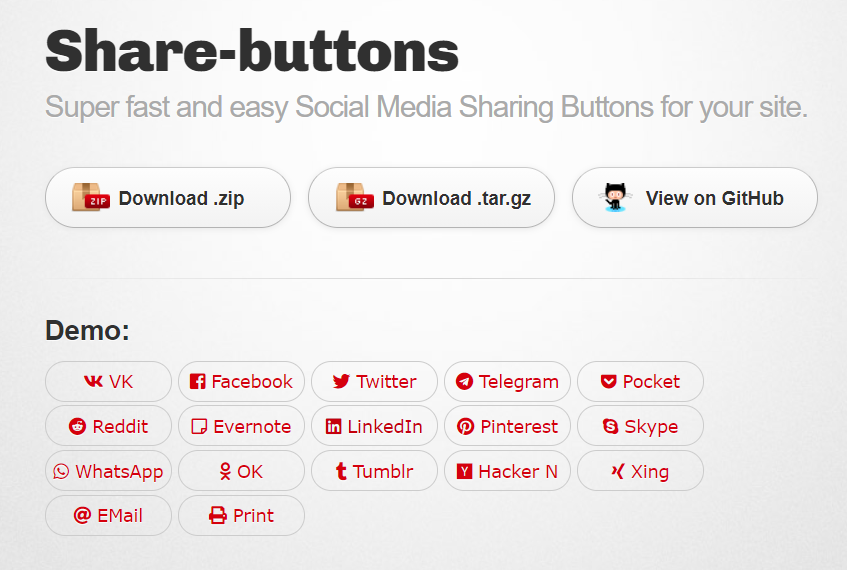 Share-buttons
Super fast and easy Social Media Sharing Buttons for your site.
ZIP Download .zip GZ Download .tar.gz View on GitHub
Demo:
VK Facebook Twitter Telegram Pocket
Reddit Evernote LinkedIn Pinterest Skype
WhatsApp OK Tumblr Hacker N Xing
EMail Print